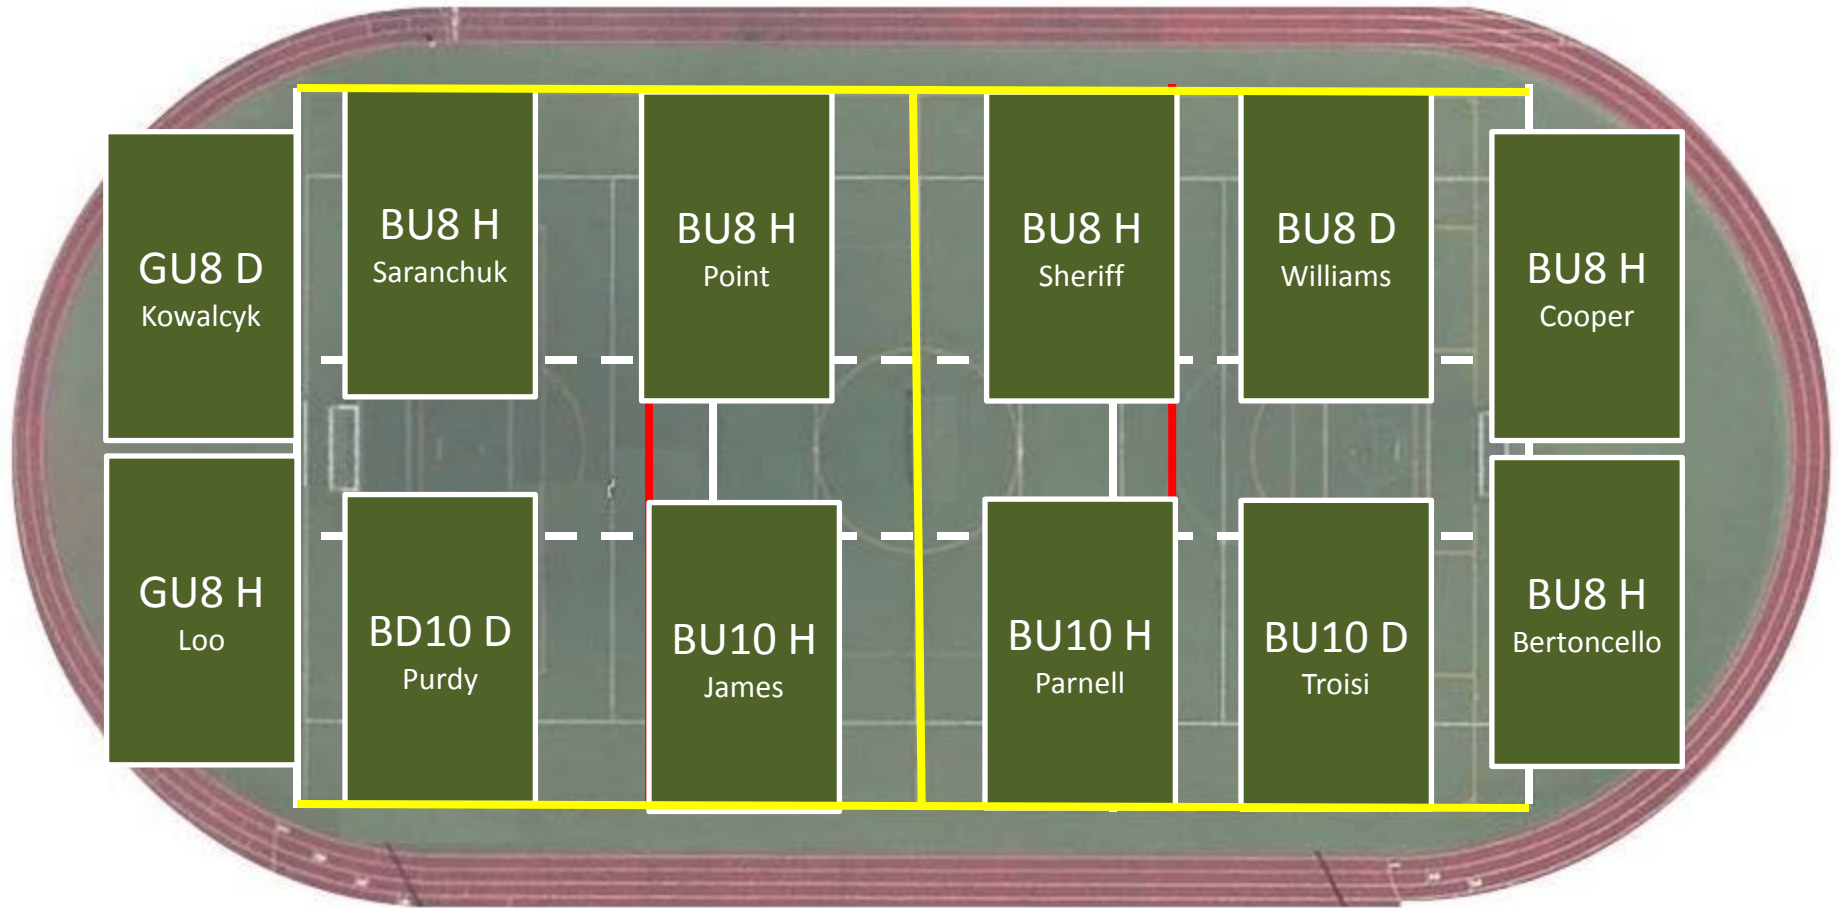 GU8 D
Kowalcyk
BU8 H
Saranchuk
BU8 H
Point
BU8 H
Sheriff
BU8 D
Williams
BU8 H
Cooper
GU8 H
Loo
BD10 D
Purdy
BU10 H
James
BU10 H
Parnell
BU10 D
Troisi
BU8 H
Bertoncello